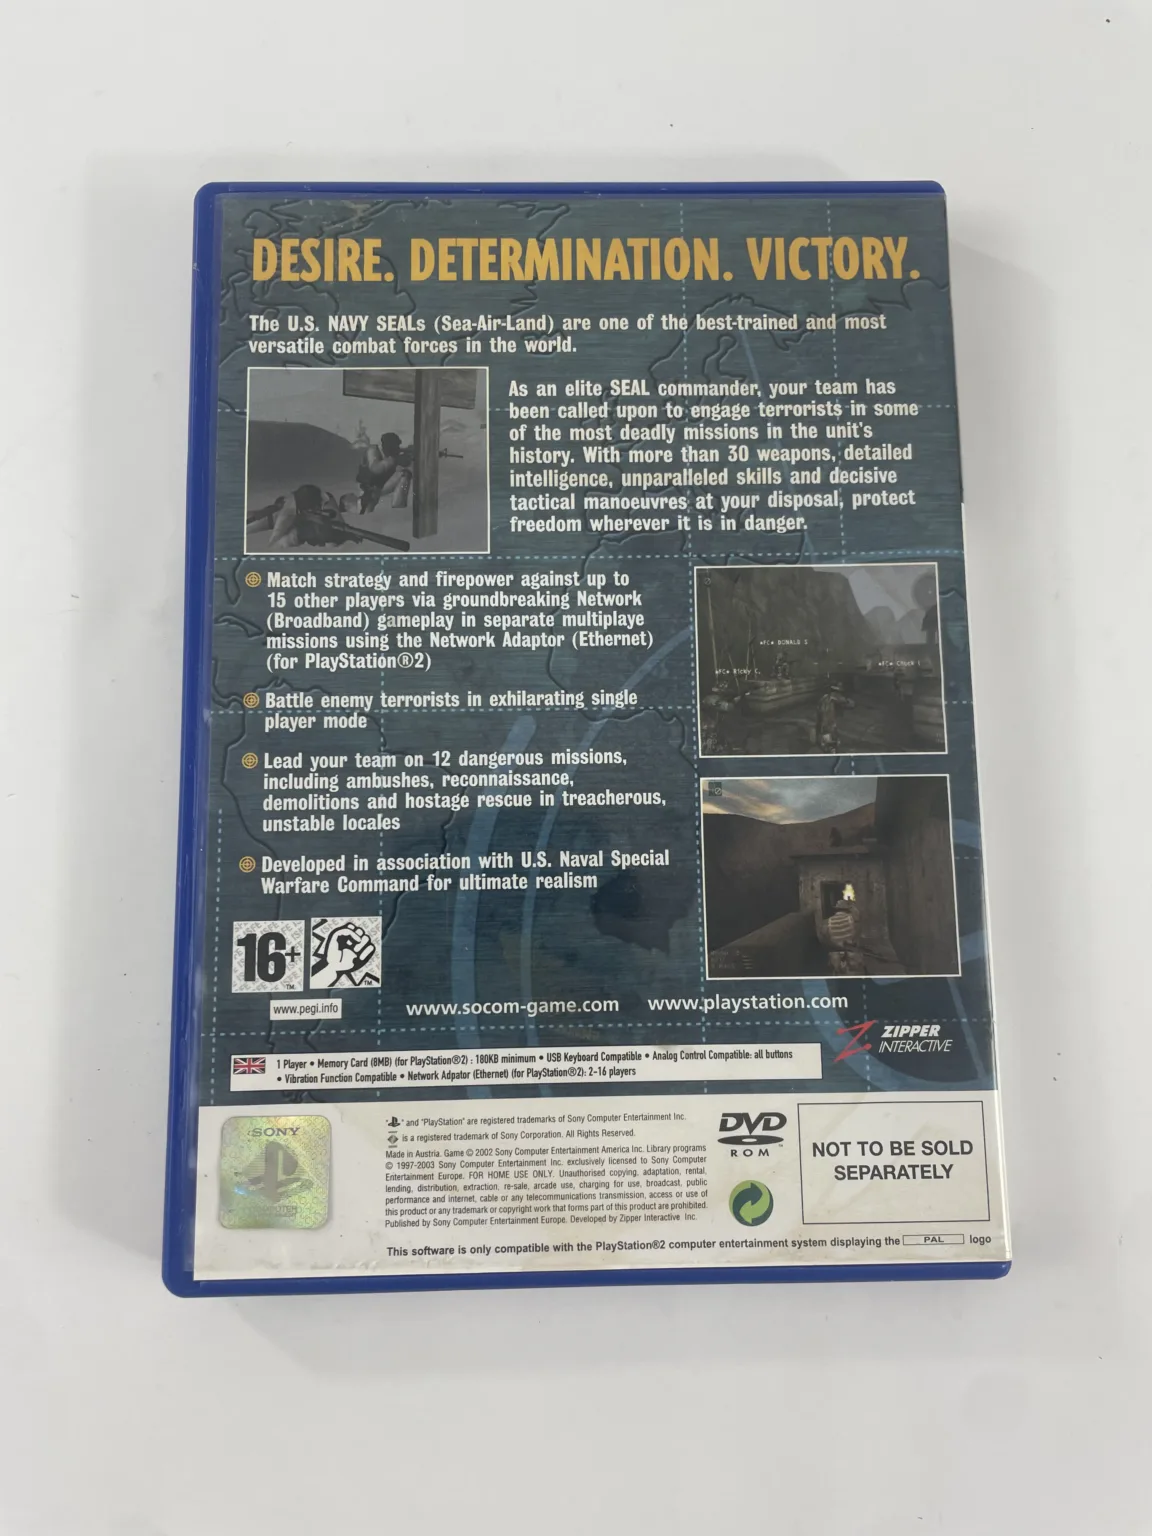 DESIRE. DETERMINATION. VICTORY.
The U.S. NAVY SEALs (Sea-Air-Land) are one of the best-trained and most
versatile combat forces in the world.
As an elite SEAL commander, your team has
been called upon to engage terrorists in some
of the most deadly missions in the unit's
history. With more than 30 weapons, detailed
intelligence, unparalleled skills and decisive
tactical manoeuvres at your disposal, protect
freedom wherever it is in danger.
Match strategy and firepower against up to
15 other players via groundbreaking Network
(Broadband) gameplay in separate multiplaye
missions using the Network Adaptor (Ethernet)
(for PlayStation®2)
Battle enemy terrorists in exhilarating single
player mode
Lead your team on 12 dangerous missions,
including ambushes, reconnaissance,
demolitions and hostage rescue in treacherous,
unstable locales
Developed in association with U.S. Naval Special
Warfare Command for ultimate realism
16+
TM
TM
www.pegi.info
www.socom-game.com www.playstation.com
ZIPPER
INTERACTIVE
1 Player • Memory Card (8MB) (for PlayStation®2) : 180KB minimum • USB Keyboard Compatible • Analog Control Compatible: all buttons
• Vibration Function Compatible • Network Adpator (Ethernet) (for PlayStation®2): 2-16 players
SONY
" " and "PlayStation" are registered trademarks of Sony Computer Entertainment Inc.
is a registered trademark of Sony Corporation. All Rights Reserved.
Made in Austria. Game © 2002 Sony Computer Entertainment America Inc. Library programs
© 1997-2003 Sony Computer Entertainment Inc. exclusively licensed to Sony Computer
Entertainment Europe. FOR HOME USE ONLY. Unauthorised copying, adaptation, rental,
lending, distribution, extraction, re-sale, arcade use, charging for use, broadcast, public
performance and internet, cable or any telecommunications transmission, access or use of
this product or any trademark or copyright work that forms part of this product are prohibited.
Published by Sony Computer Entertainment Europe. Developed by Zipper Interactive Inc.
DVD
ROM
NOT TO BE SOLD
SEPARATELY
This software is only compatible with the PlayStation®2 computer entertainment system displaying the PAL logo